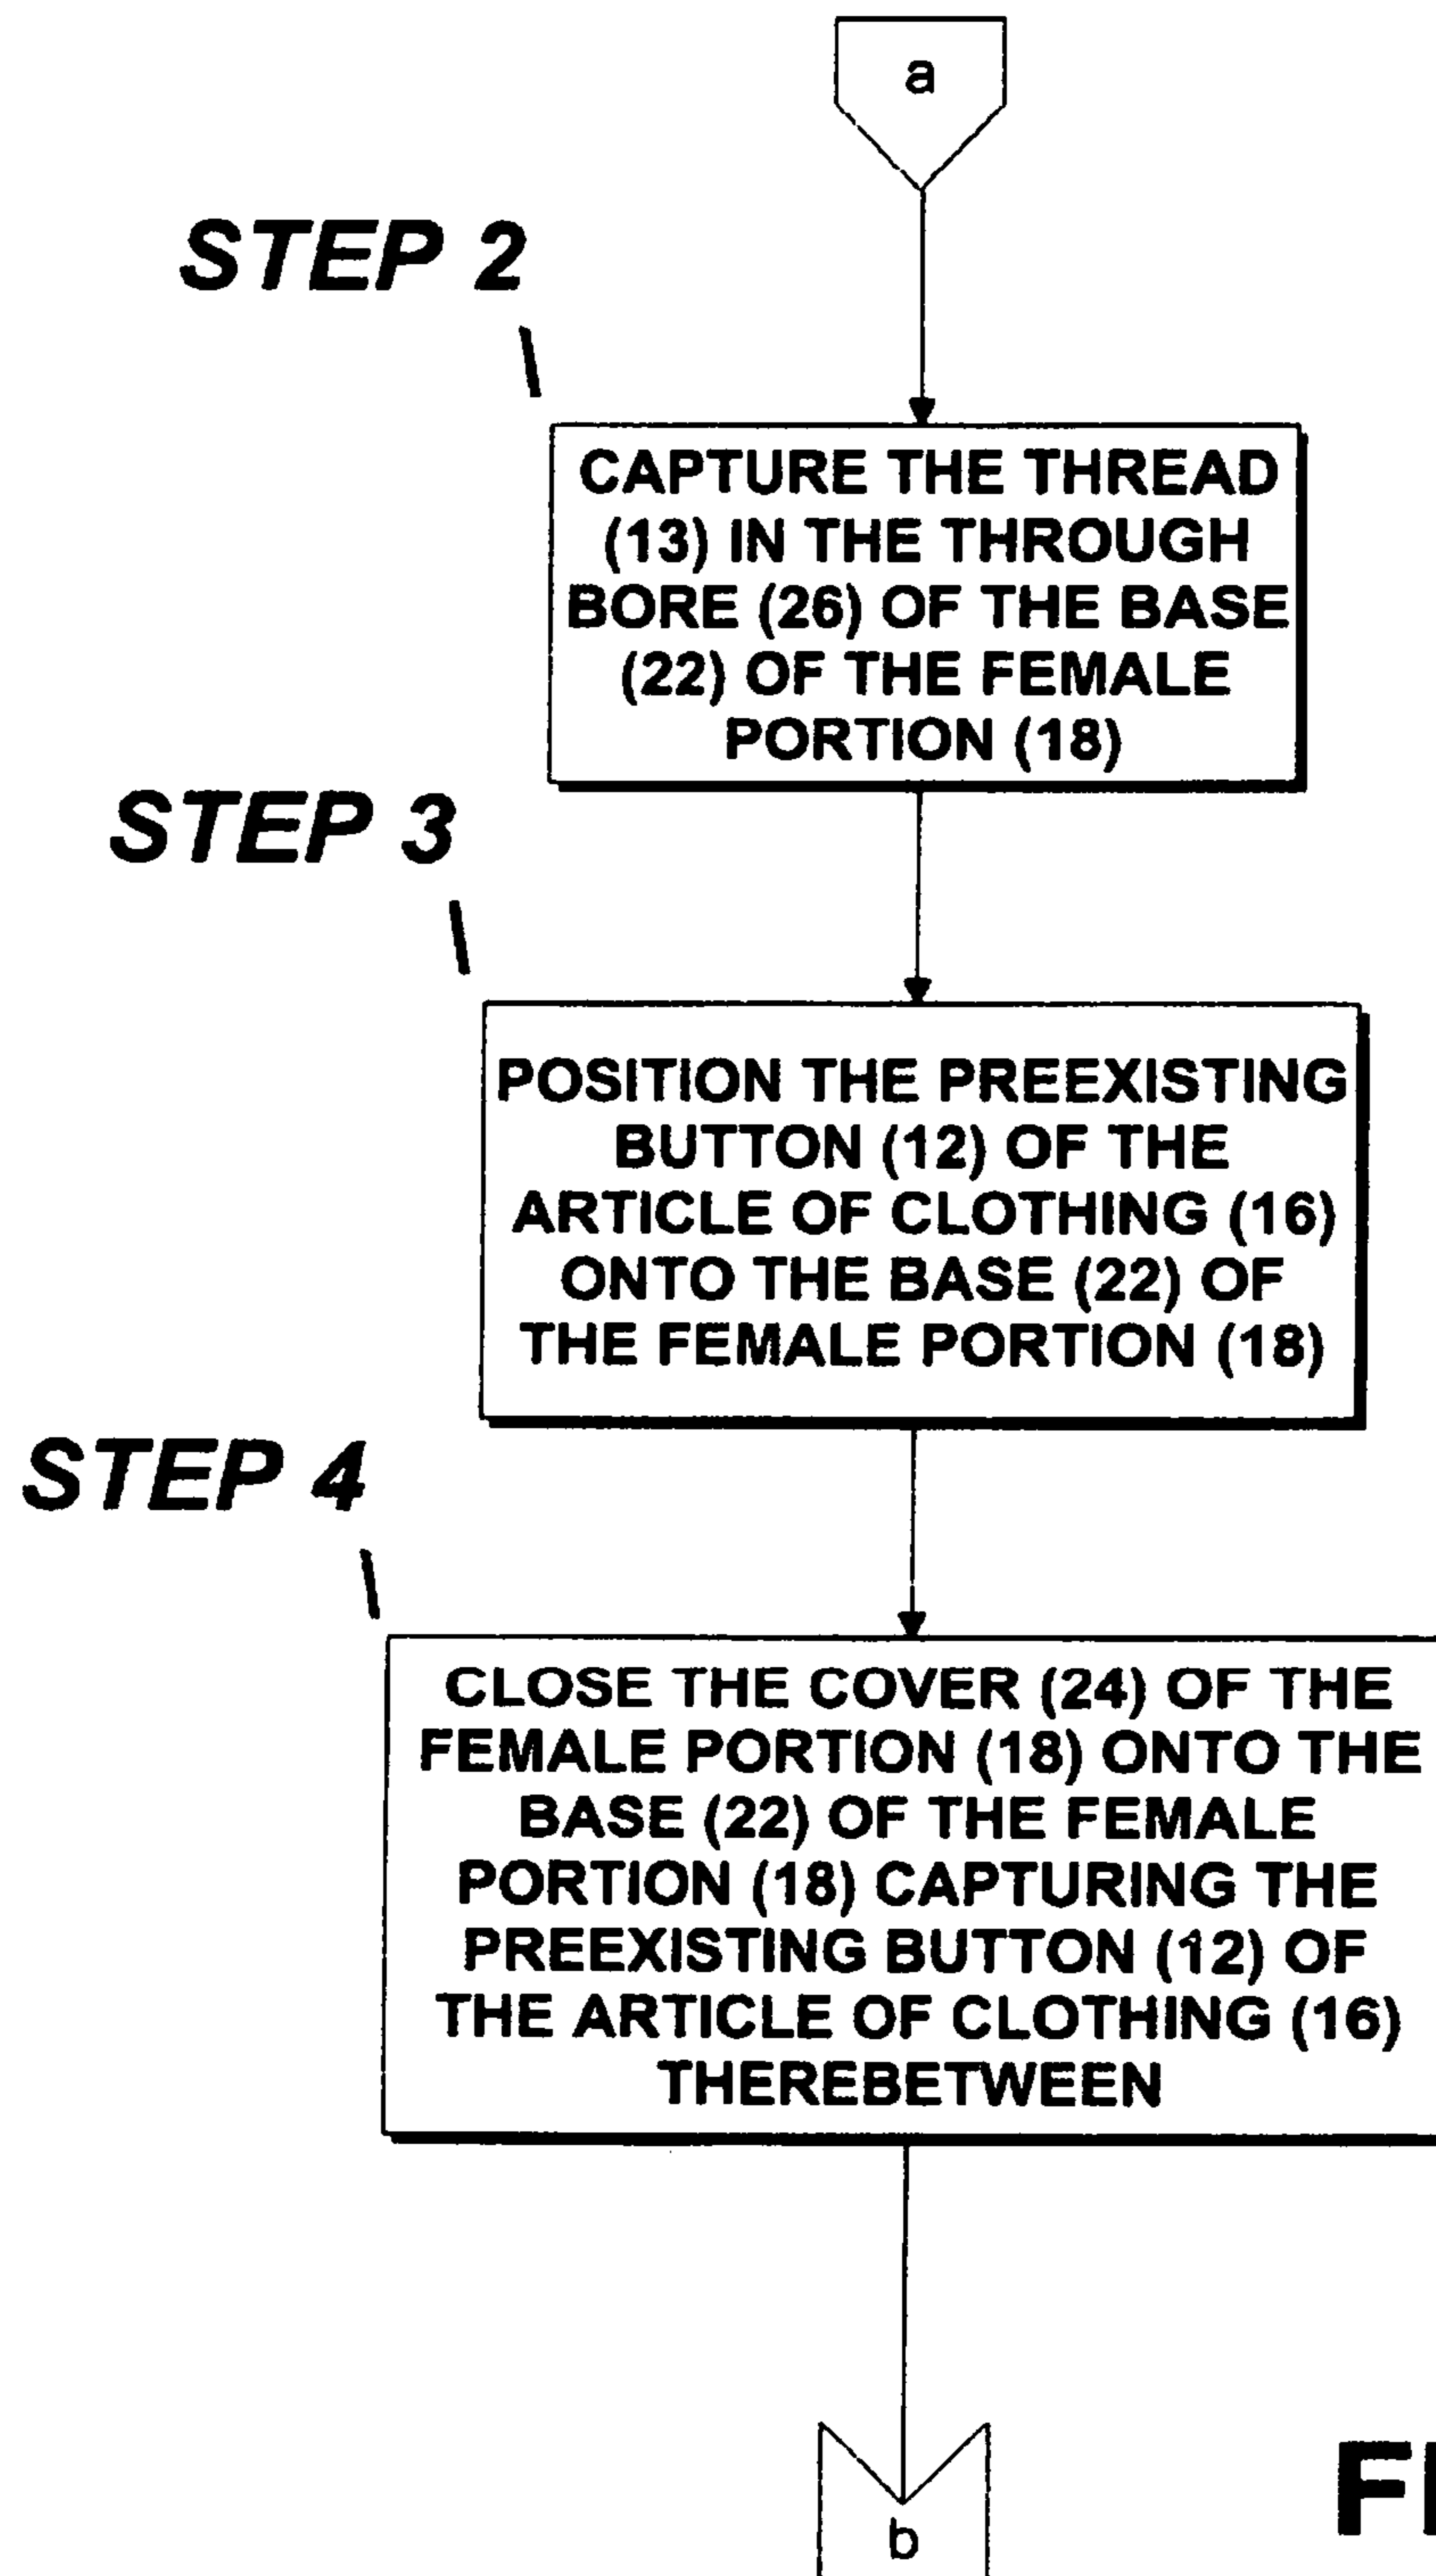 a
STEP 2
CAPTURE THE THREAD
(13) IN THE THROUGH
BORE (26) OF THE BASE
(22) OF THE FEMALE
PORTION (18)
STEP 3
POSITION THE PREEXISTING
BUTTON (12) OF THE
ARTICLE OF CLOTHING (16)
ONTO THE BASE (22) OF
THE FEMALE PORTION (18)
STEP 4
CLOSE THE COVER (24) OF THE
FEMALE PORTION (18) ONTO THE
BASE (22) OF THE FEMALE
PORTION (18) CAPTURING THE
PREEXISTING BUTTON (12) OF
THE ARTICLE OF CLOTHING (16)
THEREBETWEEN
b